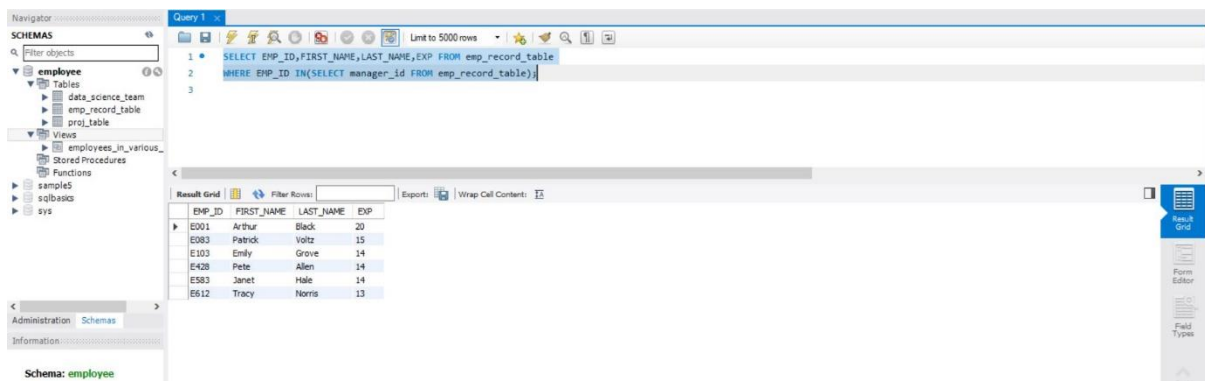 Navigator
SCHEMAS
Filter objects
employee
Tables
data_science_team
emp_record_table
proj_table
Views
employees_in_various_
Stored Procedures
Functions
sample5
sqlbasics
sys
Administration Schemas
Information
Schema: employee
Query 1
Limit to 5000 rows
1 SELECT EMP_ID,FIRST_NAME,LAST_NAME,EXP FROM emp_record_table
2 WHERE EMP_ID IN(SELECT manager_id FROM emp_record_table);
3
Result Grid Filter Rows: Export: Wrap Cell Content:
EMP_ID FIRST_NAME LAST_NAME EXP
E001 Arthur Black 20
E083 Patrick Voltz 15
E103 Emily Grove 14
E428 Pete Allen 14
E583 Janet Hale 14
E612 Tracy Norris 13
Result
Grid
Form
Editor
Field
Types